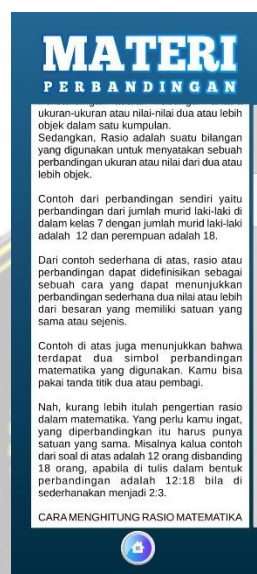 MATERI
PERBANDINGAN
ukuran-ukuran atau nilai-nilai dua atau lebih
objek dalam satu kumpulan.
Sedangkan, Rasio adalah suatu bilangan
yang digunakan untuk menyatakan sebuah
perbandingan ukuran atau nilai dari dua atau
lebih objek.
Contoh dari perbandingan sendiri yaitu
perbandingan dari jumlah murid laki-laki di
dalam kelas 7 dengan jumlah murid laki-laki
adalah 12 dan perempuan adalah 18.
Dari contoh sederhana di atas, rasio atau
perbandingan dapat didefinisikan sebagai
sebuah cara yang dapat menunjukkan
perbandingan sederhana dua nilai atau lebih
dari besaran yang memiliki satuan yang
sama atau sejenis.
Contoh di atas juga menunjukkan bahwa
terdapat dua simbol perbandingan
matematika yang digunakan. Kamu bisa
pakai tanda titik dua atau pembagi.
Nah, kurang lebih itulah pengertian rasio
dalam matematika. Yang perlu kamu ingat,
yang diperbandingkan itu harus punya
satuan yang sama. Misalnya kalua contoh
dari soal di atas adalah 12 orang disbanding
18 orang, apabila di tulis dalam bentuk
perbandingan adalah 12:18 bila di
sederhanakan menjadi 2:3.
CARA MENGHITUNG RASIO MATEMATIKA